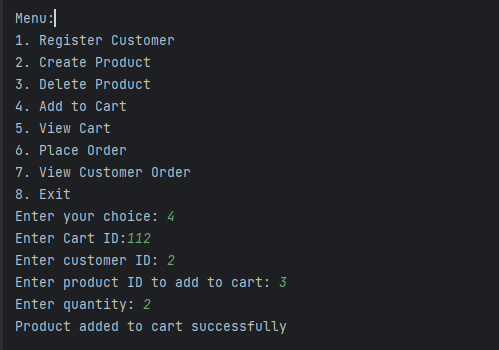 Menu:
1. Register Customer
2. Create Product
3. Delete Product
4. Add to Cart
5. View Cart
6. Place Order
7. View Customer Order
8. Exit
Enter your choice: 4
Enter Cart ID:112
Enter customer ID: 2
Enter product ID to add to cart: 3
Enter quantity: 2
Product added to cart successfully